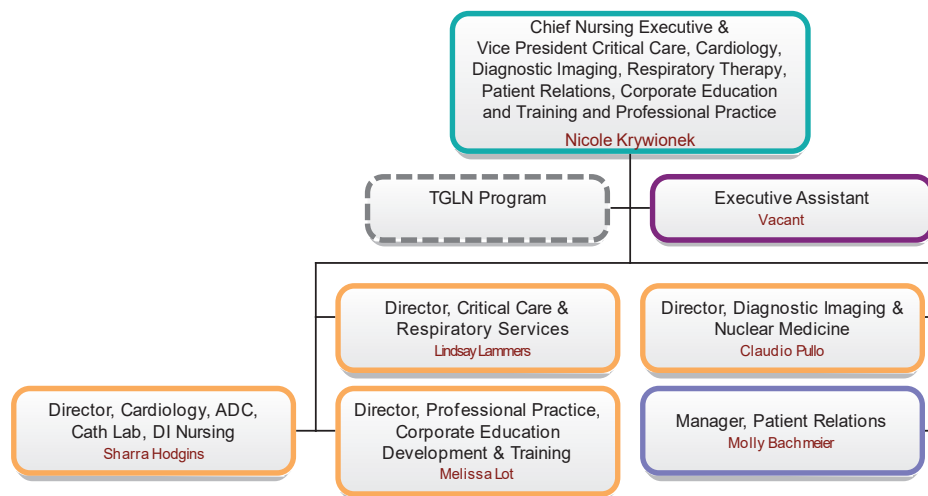 Chief Nursing Executive &
Vice President Critical Care, Cardiology,
Diagnostic Imaging, Respiratory Therapy,
Patient Relations, Corporate Education
and Training and Professional Practice
Nicole Krywionek
TGLN Program
Executive Assistant
Vacant
Director, Critical Care &
Respiratory Services
Lindsay Lammers
Director, Diagnostic Imaging &
Nuclear Medicine
Claudio Pullo
Director, Cardiology, ADC,
Cath Lab, DI Nursing
Sharra Hodgins
Director, Professional Practice,
Corporate Education
Development & Training
Melissa Lot
Manager, Patient Relations
Molly Bachmeier